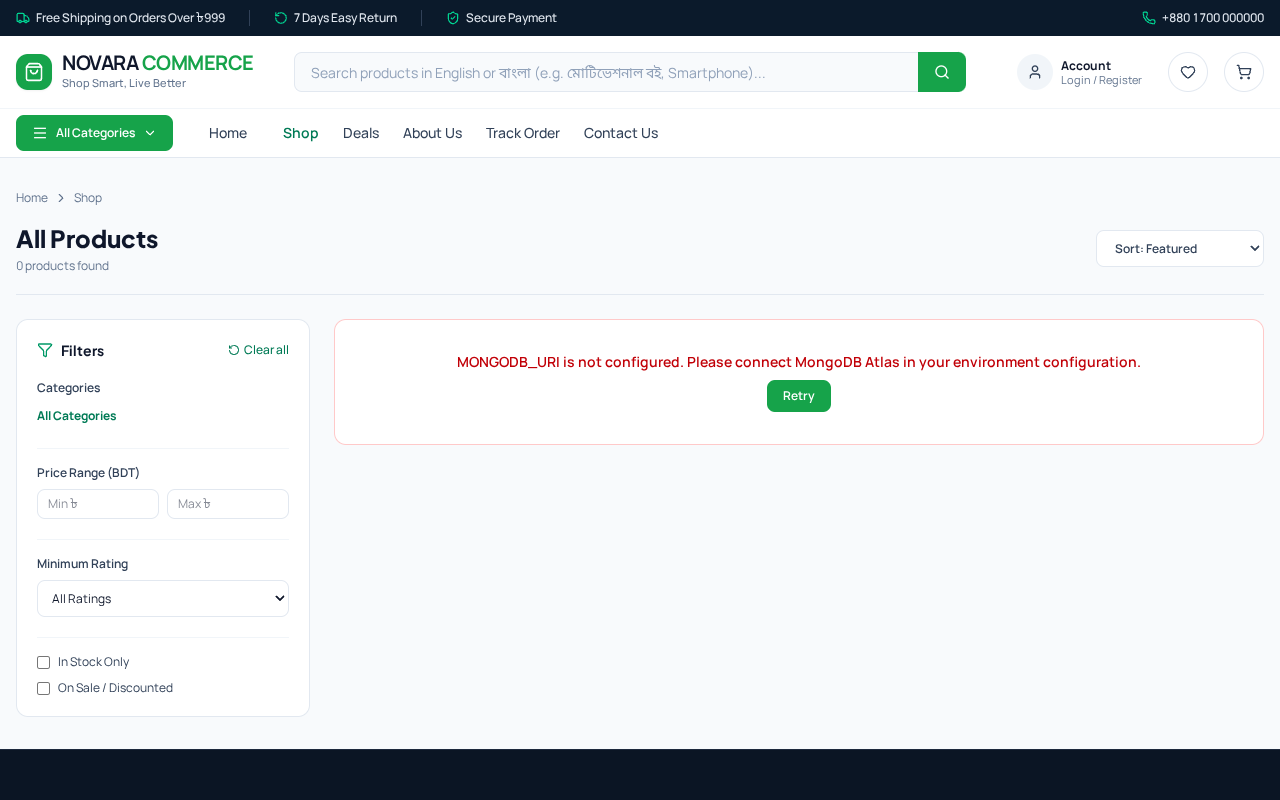 Free Shipping on Orders Over ৳999
7 Days Easy Return
Secure Payment
+880 1700 000000
NOVARA COMMERCE
Shop Smart, Live Better
Search products in English or বাংলা (e.g. মোটিভেশনাল বই, Smartphone)...
Account
Login / Register
All Categories
Home
Shop
Deals
About Us
Track Order
Contact Us
Home
Shop
All Products
0 products found
Sort: Featured
Filters
Clear all
Categories
All Categories
Price Range (BDT)
Min ৳
Max ৳
Minimum Rating
All Ratings
In Stock Only
On Sale / Discounted
MONGODB_URI is not configured. Please connect MongoDB Atlas in your environment configuration.
Retry